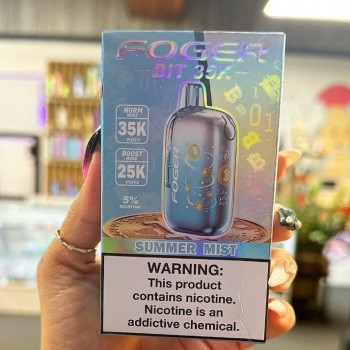 FOGER
BIT 35K
NORM
MODE
35K
PUFFS
BOOST
MODE
25K
PUFFS
5%
NICOTINE
FOGER
SUMMER MIST
WARNING:
This product
contains nicotine.
Nicotine is an
addictive chemical.